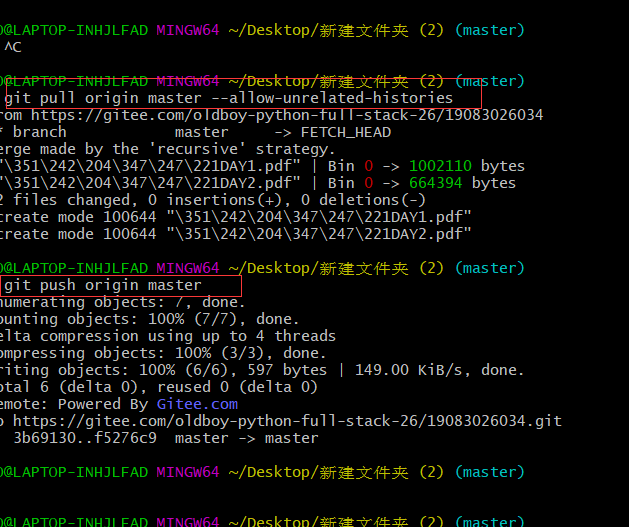 0@LAPTOP-INHJLFAD MINGW64 ~/Desktop/新建文件夹 (2) (master)
^C
0@LAPTOP-INHJLFAD MINGW64 ~/Desktop/新建文件夹 (2) (master)
git pull origin master --allow-unrelated-histories
rom https://gitee.com/oldboy-python-full-stack-26/19083026034
* branch            master     -> FETCH_HEAD
erge made by the 'recursive' strategy.
"\351\242\204\347\247\221DAY1.pdf" | Bin 0 -> 1002110 bytes
"\351\242\204\347\247\221DAY2.pdf" | Bin 0 -> 664394 bytes
2 files changed, 0 insertions(+), 0 deletions(-)
create mode 100644 "\351\242\204\347\247\221DAY1.pdf"
create mode 100644 "\351\242\204\347\247\221DAY2.pdf"
0@LAPTOP-INHJLFAD MINGW64 ~/Desktop/新建文件夹 (2) (master)
git push origin master
numerating objects: 7, done.
ounting objects: 100% (7/7), done.
elta compression using up to 4 threads
ompressing objects: 100% (3/3), done.
riting objects: 100% (6/6), 597 bytes | 149.00 KiB/s, done.
otal 6 (delta 0), reused 0 (delta 0)
emote: Powered By Gitee.com
o https://gitee.com/oldboy-python-full-stack-26/19083026034.git
3b69130..f5276c9  master -> master
0@LAPTOP-INHJLFAD MINGW64 ~/Desktop/新建文件夹 (2) (master)
0@LAPTOP-INHJLFAD MINGW64 ~/Desktop/新建文件夹 (2) (master)